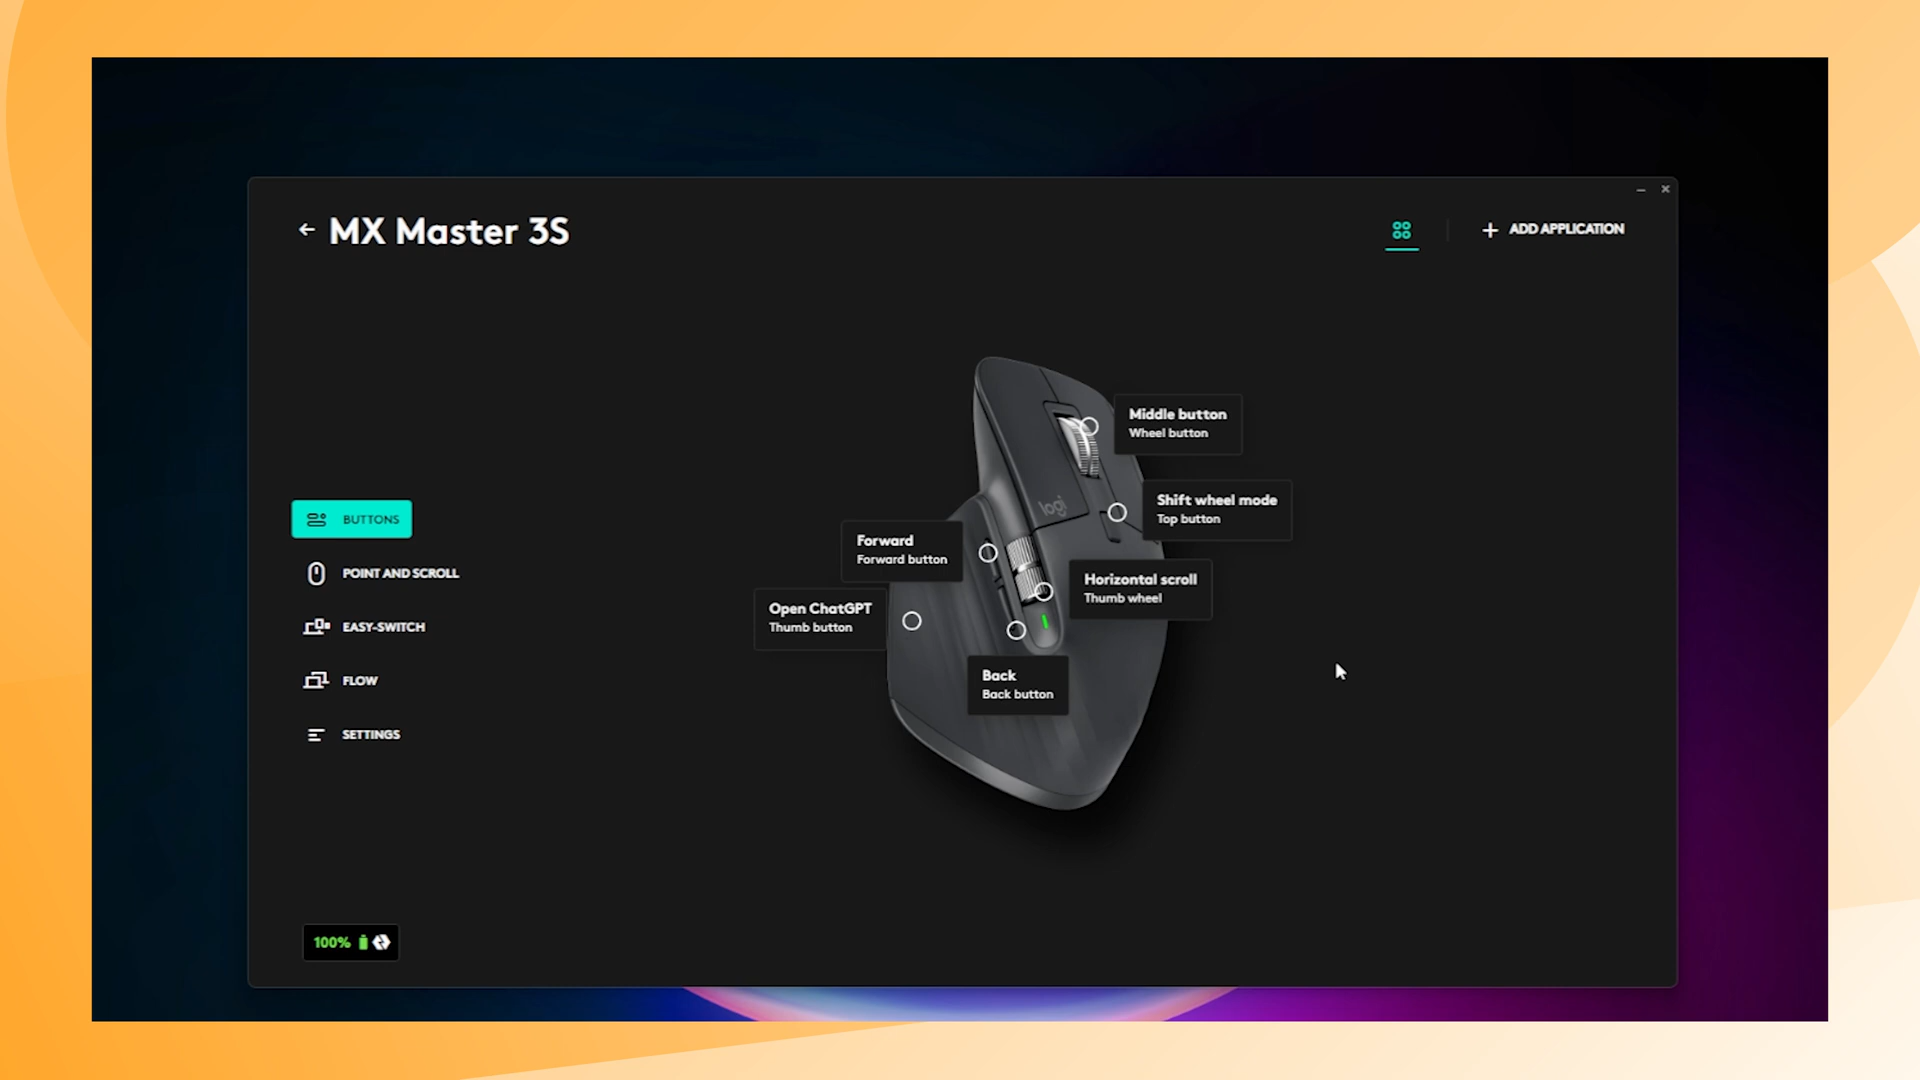 MX Master 3S
ADD APPLICATION
Middle button
Wheel button
logi
Shift wheel mode
Top button
BUTTONS
Forward
Forward button
POINT AND SCROLL
Horizontal scroll
Thumb wheel
Open ChatGPT
Thumb button
EASY-SWITCH
Back
Back button
FLOW
SETTINGS
100%